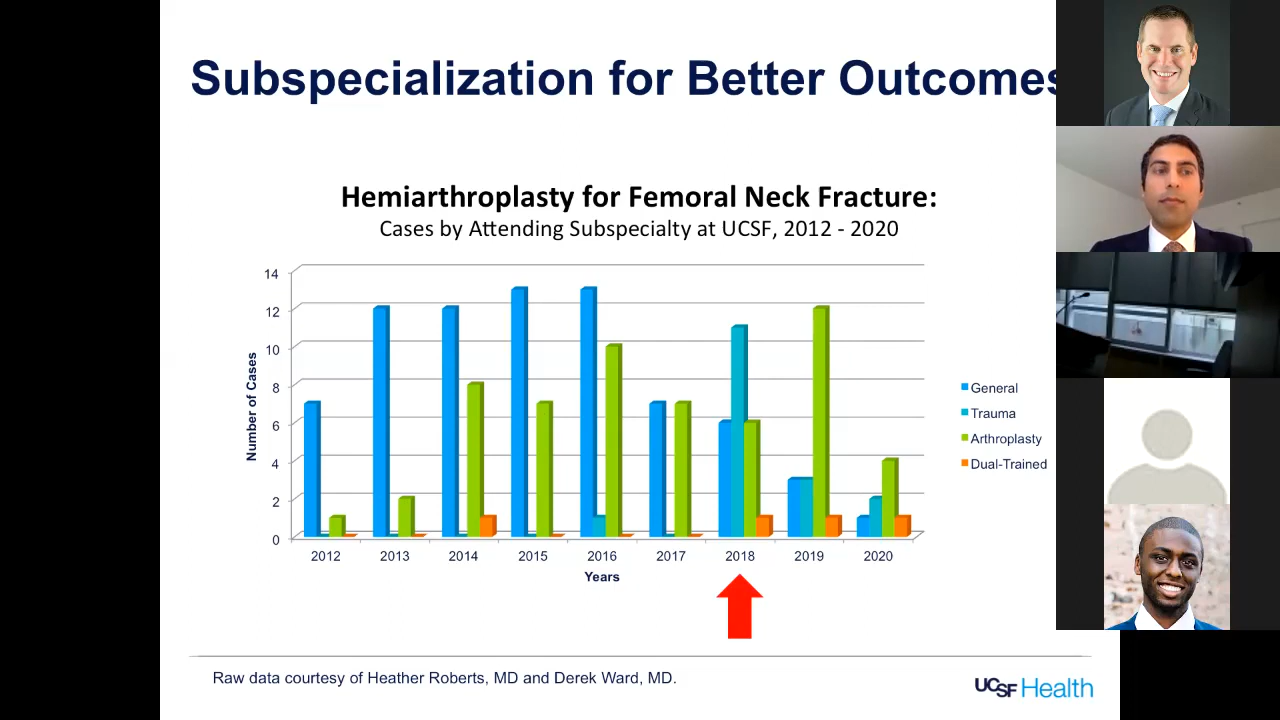 Subspecialization for Better Outcomes
Hemiarthroplasty for Femoral Neck Fracture:
Cases by Attending Subspecialty at UCSF, 2012 - 2020
14
12
10
8
6
4
2
0
Number of Cases
2012 2013 2014 2015 2016 2017 2018 2019 2020
Years
General
Trauma
Arthroplasty
Dual-Trained
Raw data courtesy of Heather Roberts, MD and Derek Ward, MD.
UCSF Health